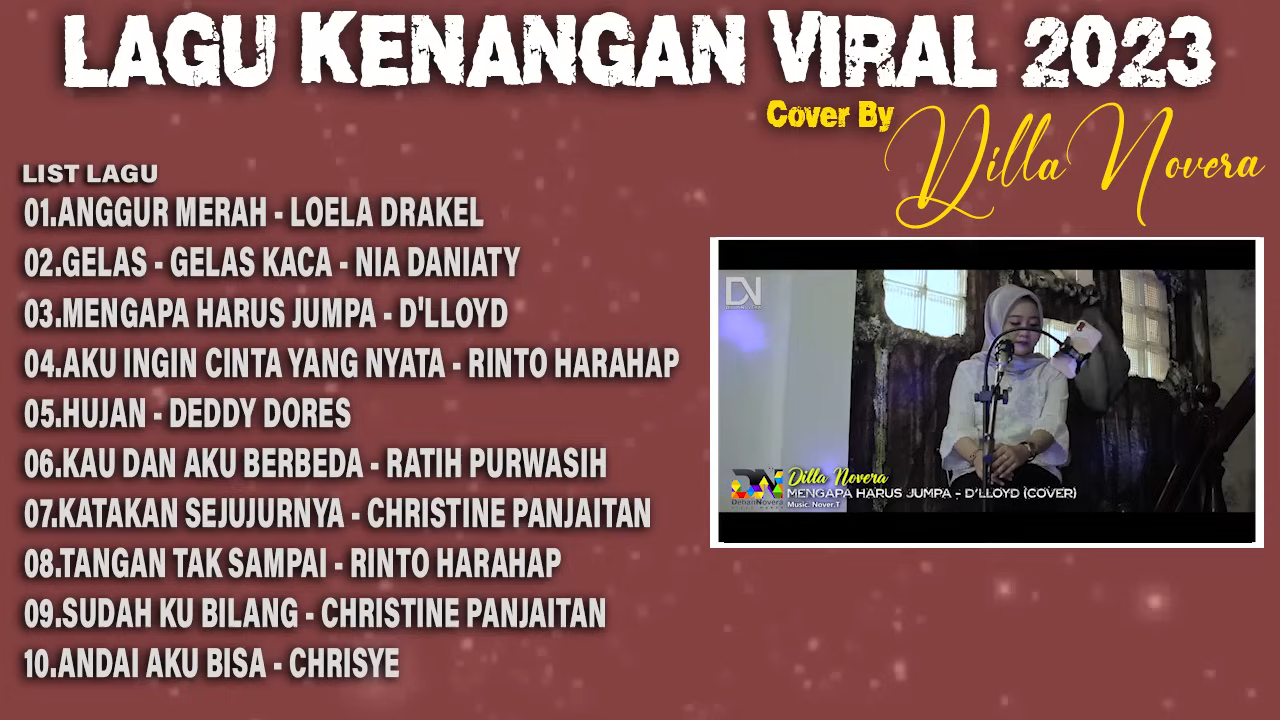 LAGU KENANGAN VIRAL 2023
Cover By
Dilla Novera
LIST LAGU
01.ANGGUR MERAH - LOELA DRAKEL
02.GELAS - GELAS KACA - NIA DANIATY
03.MENGAPA HARUS JUMPA - D'LLOYD
04.AKU INGIN CINTA YANG NYATA - RINTO HARAHAP
05.HUJAN - DEDDY DORES
06.KAU DAN AKU BERBEDA - RATIH PURWASIH
07.KATAKAN SEJUJURNYA - CHRISTINE PANJAITAN
08.TANGAN TAK SAMPAI - RINTO HARAHAP
09.SUDAH KU BILANG - CHRISTINE PANJAITAN
10.ANDAI AKU BISA - CHRISYE
DN
DN
DehanNovera
Dilla Novera
MENGAPA HARUS JUMPA - D'LLOYD (COVER)
Music. Nover.T